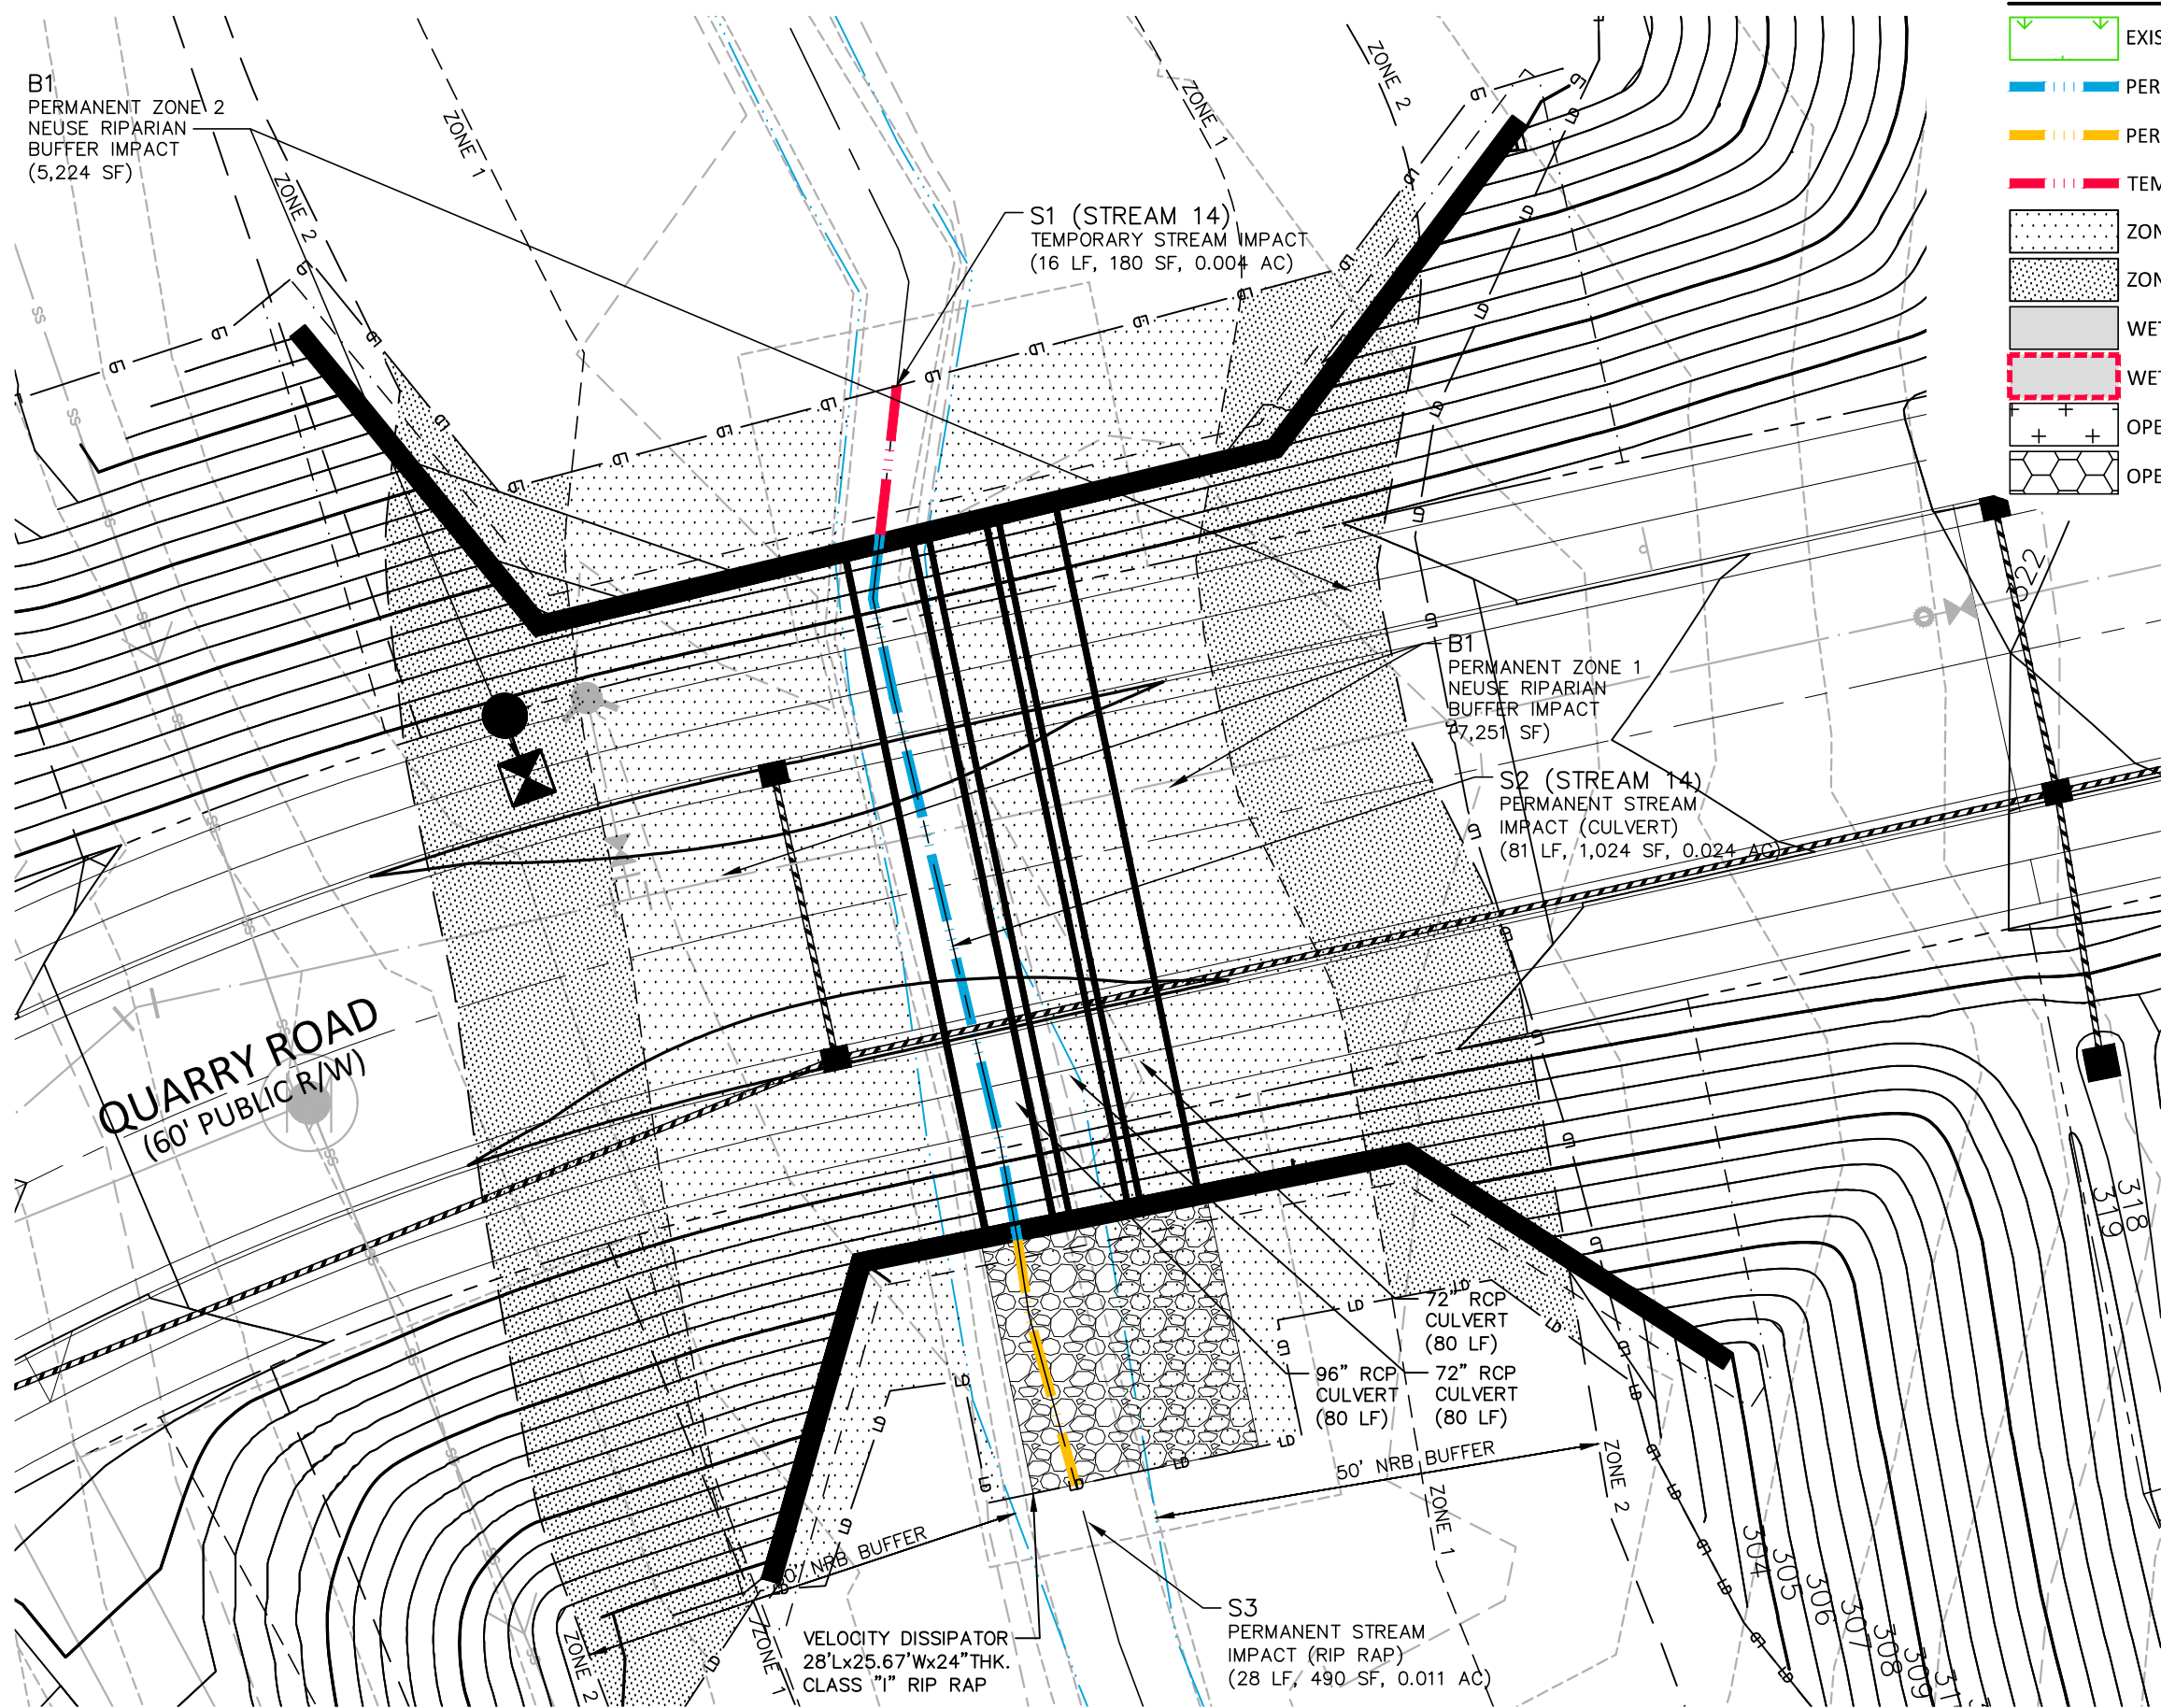 B1
PERMANENT ZONE 2
NEUSE RIPARIAN
BUFFER IMPACT
(5,224 SF)
ZONE 1
ZONE 2
ZONE 1
ZONE 2
S1 (STREAM 14)
TEMPORARY STREAM IMPACT
(16 LF, 180 SF, 0.004 AC)
EXIS
PER
PER
TEM
ZON
ZON
WET
WET
OPE
OPE
322
B1
PERMANENT ZONE 1
NEUSE RIPARIAN
BUFFER IMPACT
(7,251 SF)
S2 (STREAM 14)
PERMANENT STREAM
IMPACT (CULVERT)
(81 LF, 1,024 SF, 0.024 AC)
QUARRY ROAD
(60' PUBLIC R/W)
72" RCP
CULVERT
(80 LF)
96" RCP
CULVERT
(80 LF)
72" RCP
CULVERT
(80 LF)
50' NRB BUFFER
NRB BUFFER
ZONE 1
ZONE 2
ZONE 2
ZONE 1
VELOCITY DISSIPATOR
28'Lx25.67'Wx24"THK.
CLASS "I" RIP RAP
S3
PERMANENT STREAM
IMPACT (RIP RAP)
(28 LF, 490 SF, 0.011 AC)
318
319
304
305
306
307
308
309
LD
SS